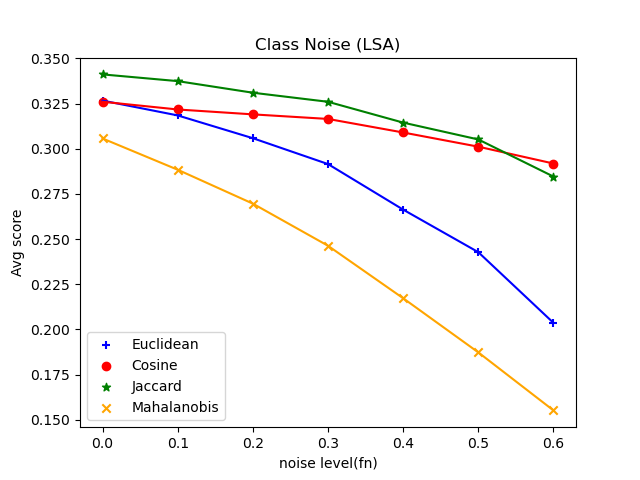 Class Noise (LSA)
0.350
0.325
0.300
0.275
0.250
0.225
0.200
0.175
0.150
Avg score
Euclidean
Cosine
Jaccard
Mahalanobis
0.0 0.1 0.2 0.3 0.4 0.5 0.6
noise level(fn)